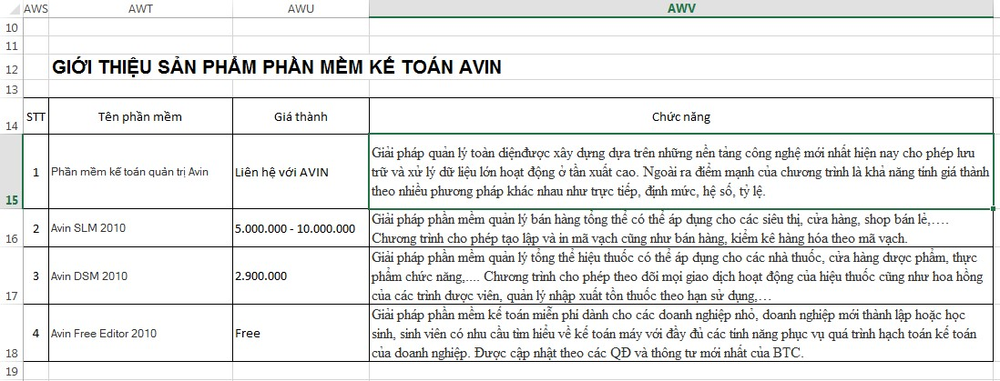 AWS AWT AWU AWV
10
11
12 GIỚI THIỆU SẢN PHẨM PHẦN MỀM KẾ TOÁN AVIN
13
14 STT Tên phần mềm Giá thành Chức năng
15 1 Phần mềm kế toán quản trị Avin Liên hệ với AVIN
Giải pháp quản lý toàn diệnđược xây dựng dựa trên những nền tảng công nghệ mới nhất hiện nay cho phép lưu
trữ và xử lý dữ liệu lớn hoạt động ở tần xuất cao. Ngoài ra điểm mạnh của chương trình là khả năng tính giá thành
theo nhiều phương pháp khác nhau như trực tiếp, định mức, hệ số, tỷ lệ.
16 2 Avin SLM 2010 5.000.000 - 10.000.000
Giải pháp phần mềm quản lý bán hàng tổng thể có thể áp dụng cho các siêu thị, cửa hàng, shop bán lẻ,….
Chương trình cho phép tạo lập và in mã vạch cũng như bán hàng, kiểm kê hàng hóa theo mã vạch.
17 3 Avin DSM 2010 2.900.000
Giải pháp phần mềm quản lý tổng thể hiệu thuốc có thể áp dụng cho các nhà thuốc, cửa hàng dược phẩm, thực
phẩm chức năng,.... Chương trình cho phép theo dõi mọi giao dịch hoạt động của hiệu thuốc cũng như hoa hồng
của các trình dược viên, quản lý nhập xuất tồn thuốc theo hạn sử dụng,…
18 4 Avin Free Editor 2010 Free
Giải pháp phần mềm kế toán miễn phí dành cho các doanh nghiệp nhỏ, doanh nghiệp mới thành lập hoặc học
sinh, sinh viên có nhu cầu tìm hiểu về kế toán máy với đầy đủ các tính năng phục vụ quá trình hạch toán kế toán
của doanh nghiệp. Được cập nhật theo các QĐ và thông tư mới nhất của BTC.
19